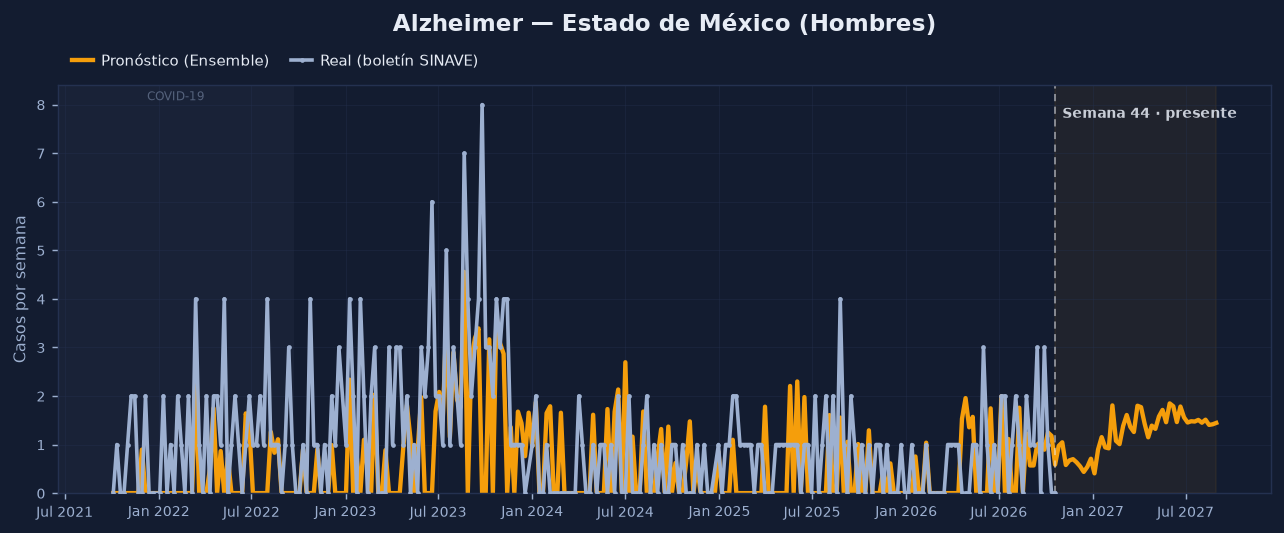 Alzheimer — Estado de México (Hombres)
Pronóstico (Ensemble)
Real (boletín SINAVE)
COVID-19
Semana 44 · presente
Casos por semana
8
7
6
5
4
3
2
1
0
Jul 2021
Jan 2022
Jul 2022
Jan 2023
Jul 2023
Jan 2024
Jul 2024
Jan 2025
Jul 2025
Jan 2026
Jul 2026
Jan 2027
Jul 2027